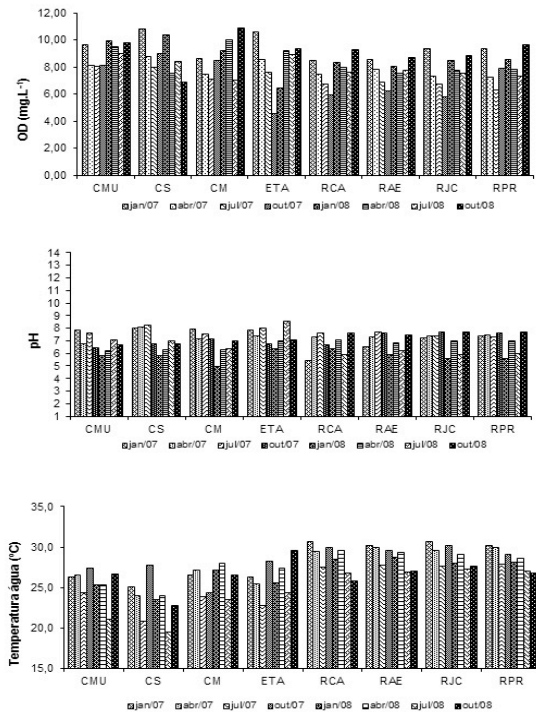 OD (mg.L-¹)
12,00
10,00
8,00
6,00
4,00
2,00
0,00
CMU CS CM ETA RCA RAE RJC RPR
jan/07 abr/07 jul/07 out/07 jan/08 abr/08 jul/08 out/08
pH
14
13
12
11
10
9
8
7
6
5
4
3
2
1
CMU CS CM ETA RCA RAE RJC RPR
jan/07 abr/07 jul/07 out/07 jan/08 abr/08 jul/08 out/08
Temperatura água (°C)
35,0
30,0
25,0
20,0
15,0
CMU CS CM ETA RCA RAE RJC RPR
jan/07 abr/07 jul/07 out/07 jan/08 abr/08 jul/08 out/08